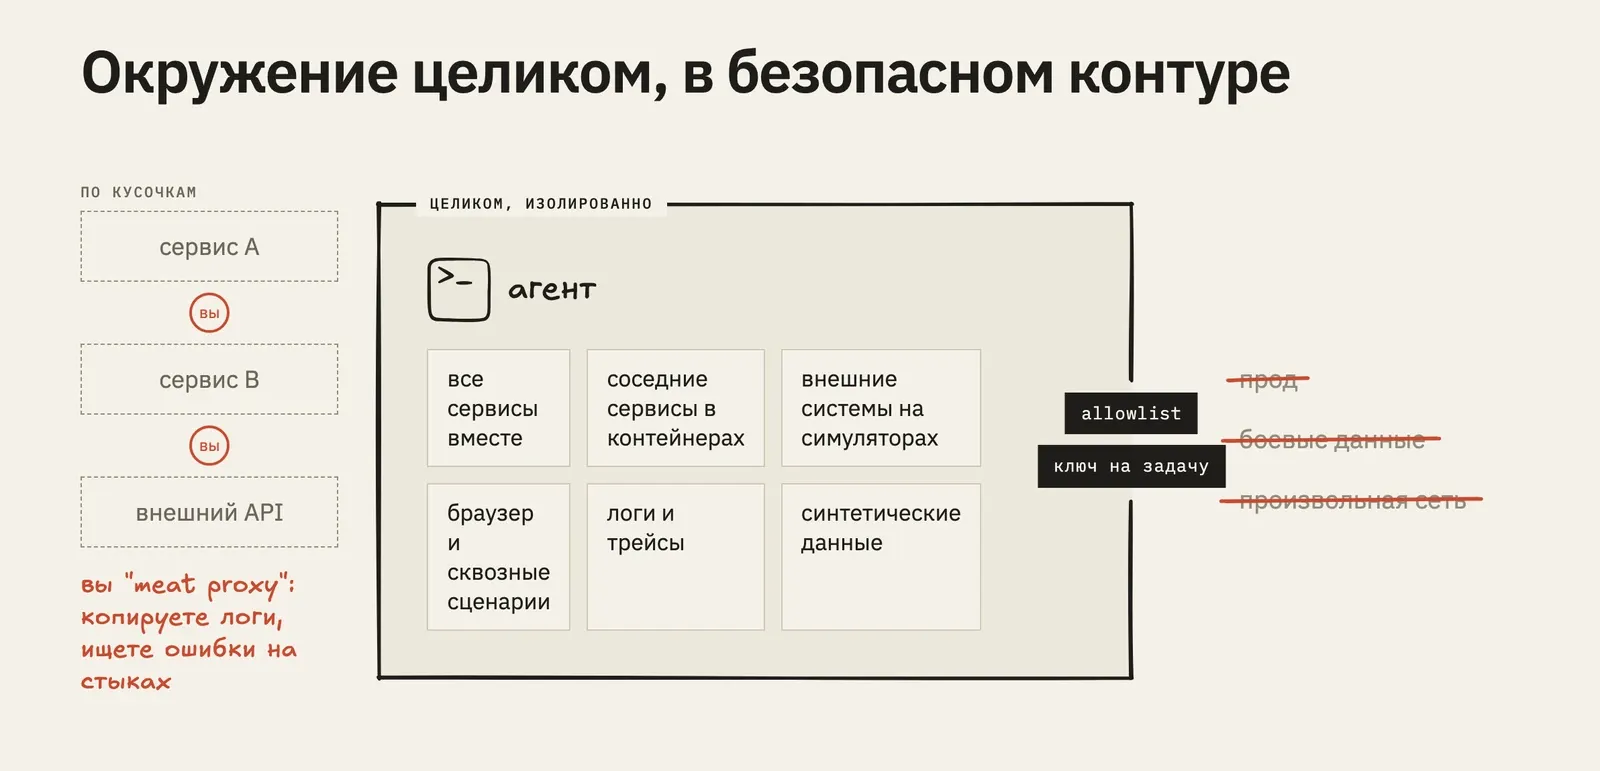 Окружение целиком, в безопасном контуре
ПО КУСОЧКАМ
сервис A
вы
сервис B
вы
внешний API
вы "meat proxy":
копируете логи,
ищете ошибки на
стыках
ЦЕЛИКОМ, ИЗОЛИРОВАННО
>_
агент
все
сервисы
вместе
соседние
сервисы в
контейнерах
внешние
системы на
симуляторах
браузер
и
сквозные
сценарии
логи и
трейсы
синтетические
данные
allowlist
ключ на задачу
прод
боевые данные
произвольная сеть